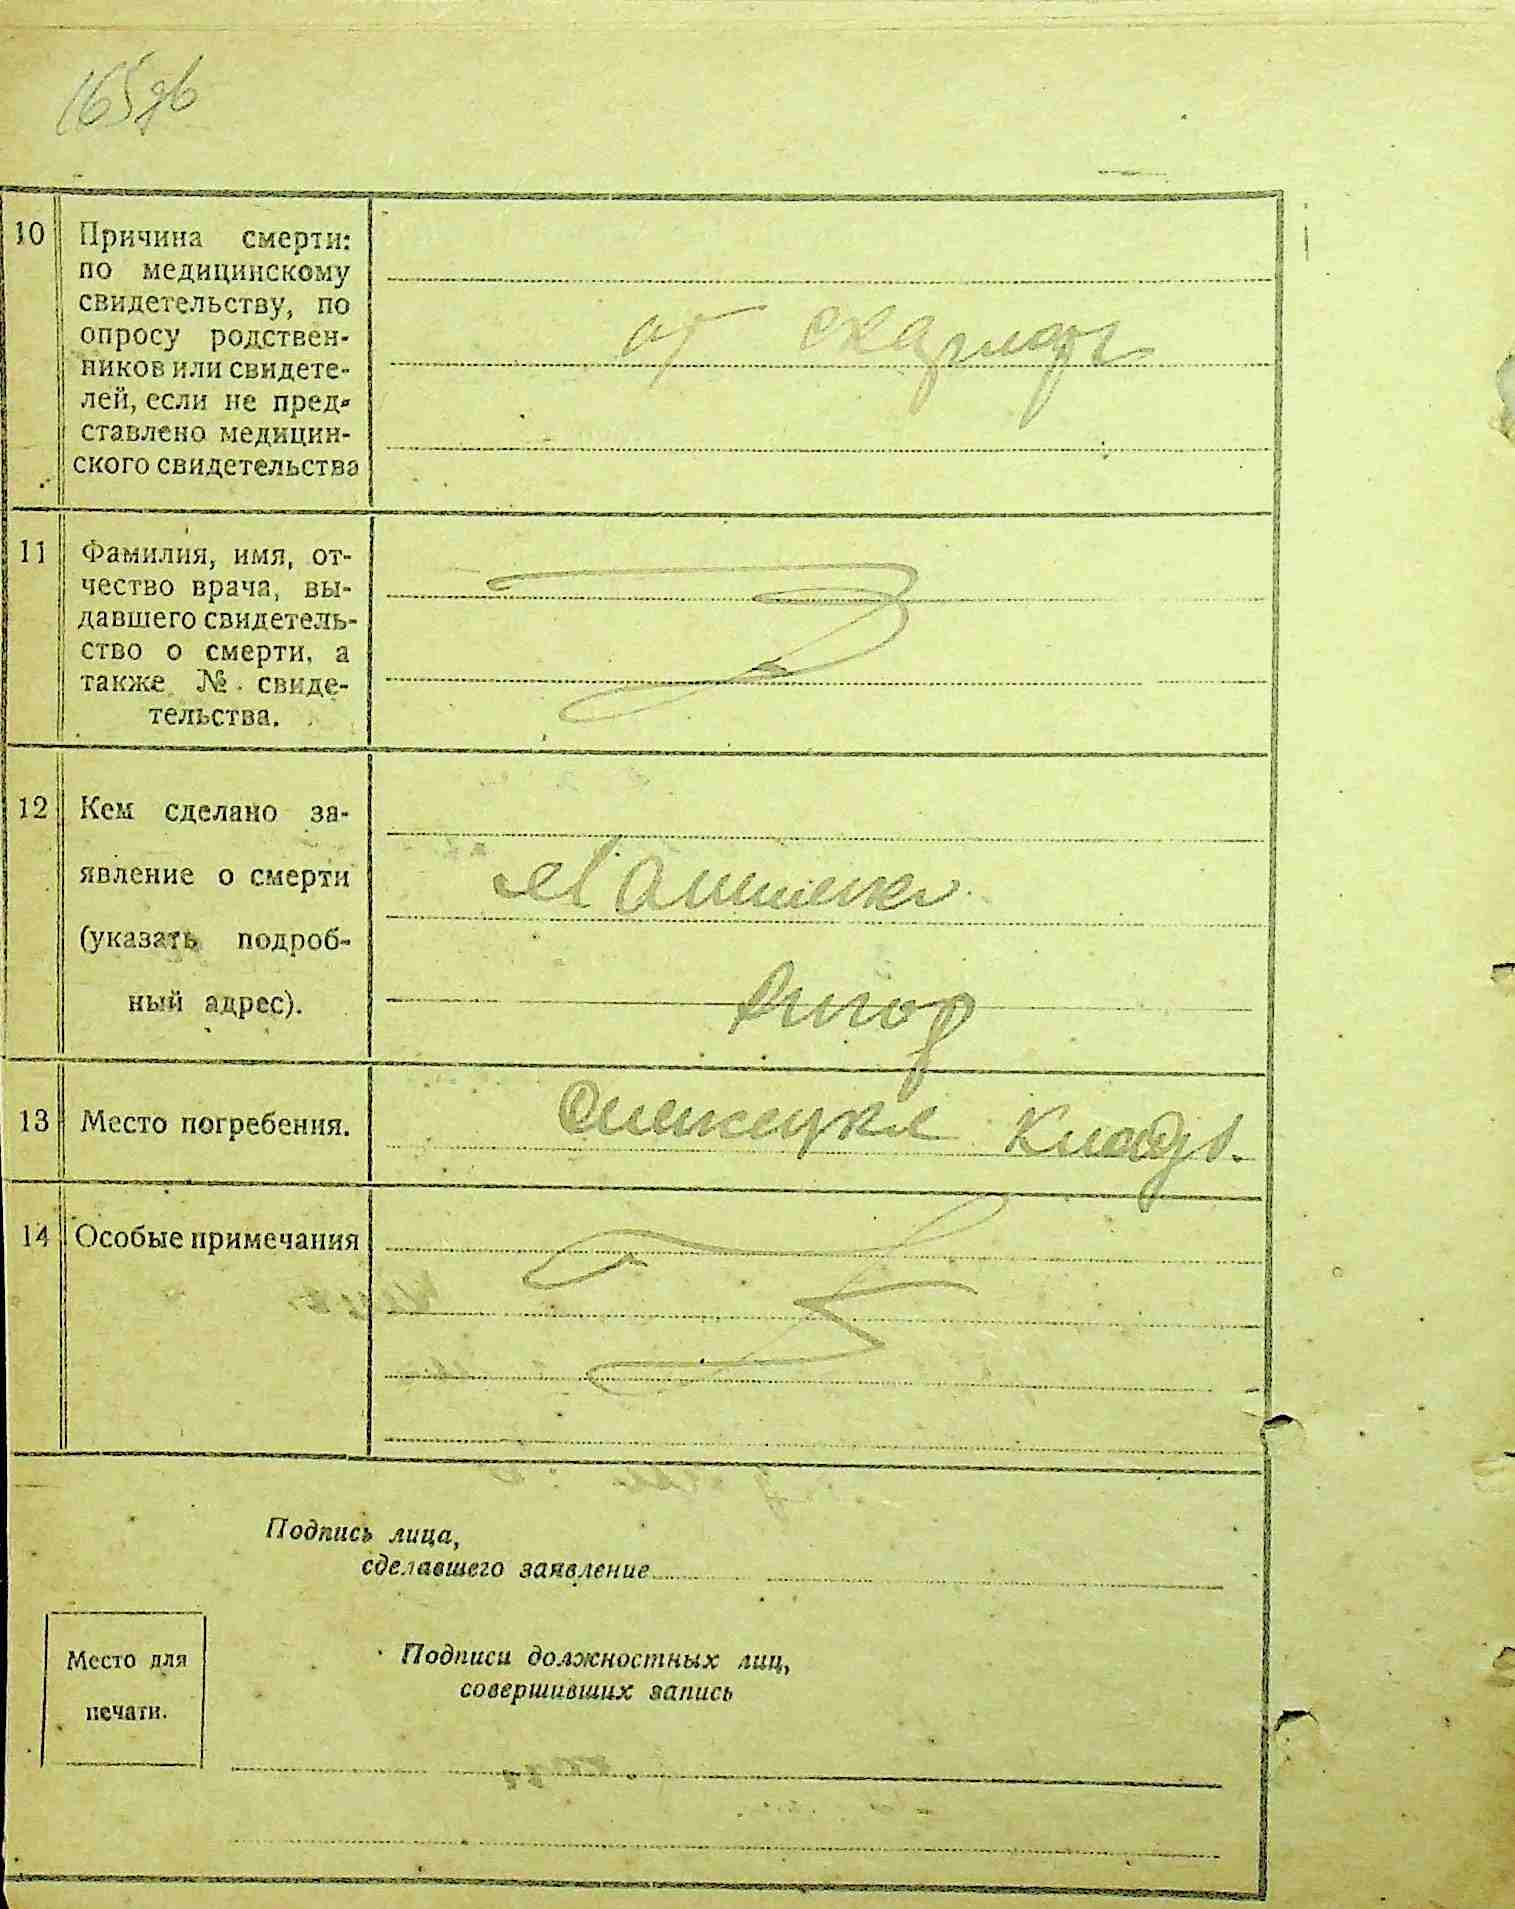 165зв
10 Причина смерти:
по медицинскому
свидетельству, по
опросу родствен-
ников или свидете-
лей, если не пред-
ставлено медицин-
ского свидетельства
от
11 Фамилия, имя, от-
чество врача, вы-
давшего свидетель-
ство о смерти, а
также № свиде-
тельства.
12 Кем сделано за-
явление о смерти
(указать подроб-
ный адрес).
13 Место погребения.
Кладб.
14 Особые примечания
Подпись лица,
сделавшего заявление
Место для
печати.
Подписи должностных лиц,
совершивших запись